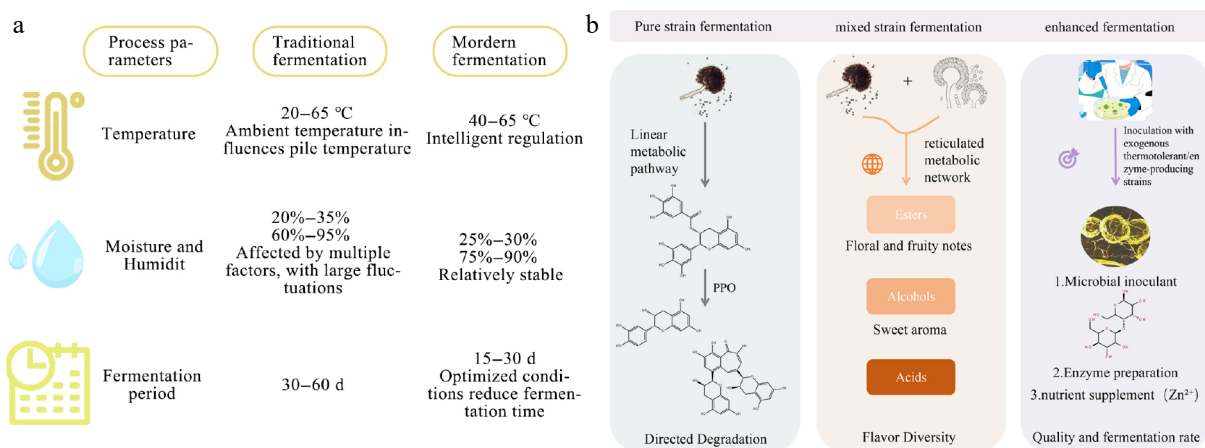 a
Process pa-
rameters
Traditional
fermentation
Mordern
fermentation
Temperature
20–65 ℃
Ambient temperature in-
fluences pile temperature
40–65 ℃
Intelligent regulation
Moisture and
Humidit
20%–35%
60%–95%
Affected by multiple
factors, with large fluc-
tuations
25%–30%
75%–90%
Relatively stable
Fermentation
period
30–60 d
15–30 d
Optimized condi-
tions reduce fermen-
tation time
b
Pure strain fermentation
mixed strain fermentation
enhanced fermentation
Linear
metabolic
pathway
PPO
Directed Degradation
+
reticulated
metabolic
network
Esters
Floral and fruity notes
Alcohols
Sweet aroma
Acids
Flavor Diversity
Inoculation with
exogenous
thermotolerant/en
zyme-producing
strains
1.Microbial inoculant
2.Enzyme preparation
3.nutrient supplement（Zn²⁺）
Quality and fermentation rate